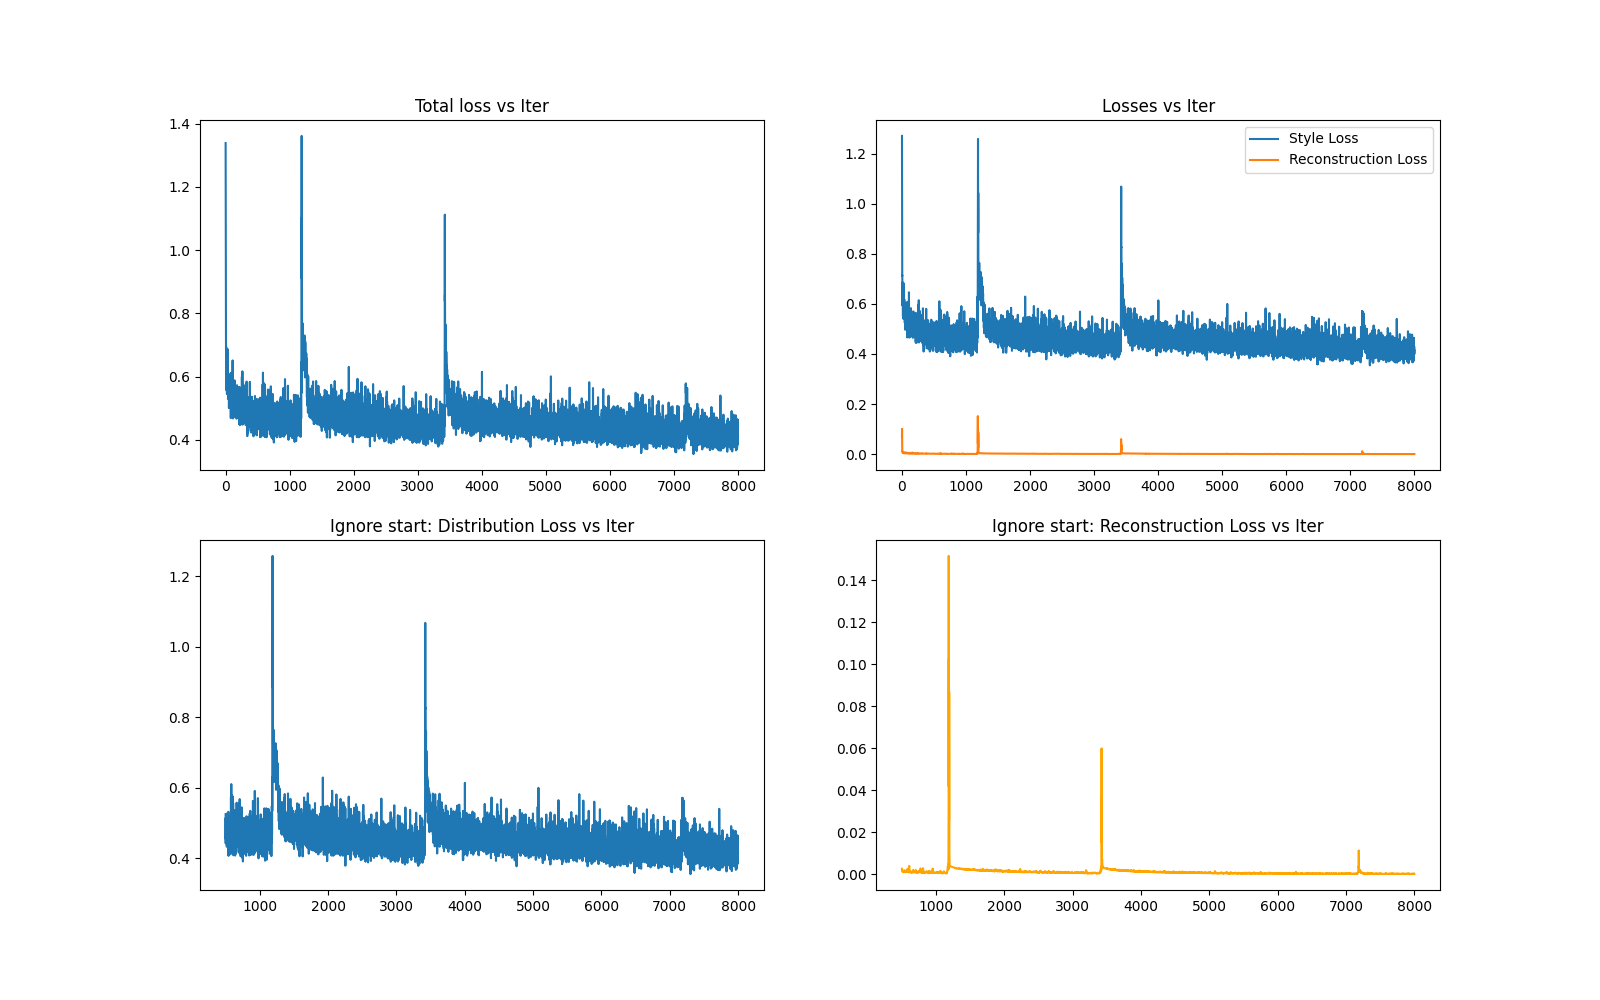 Total loss vs Iter
1.4
1.2
1.0
0.8
0.6
0.4
0 1000 2000 3000 4000 5000 6000 7000 8000
Losses vs Iter
Style Loss
Reconstruction Loss
1.2
1.0
0.8
0.6
0.4
0.2
0.0
0 1000 2000 3000 4000 5000 6000 7000 8000
Ignore start: Distribution Loss vs Iter
1.2
1.0
0.8
0.6
0.4
1000 2000 3000 4000 5000 6000 7000 8000
Ignore start: Reconstruction Loss vs Iter
0.14
0.12
0.10
0.08
0.06
0.04
0.02
0.00
1000 2000 3000 4000 5000 6000 7000 8000